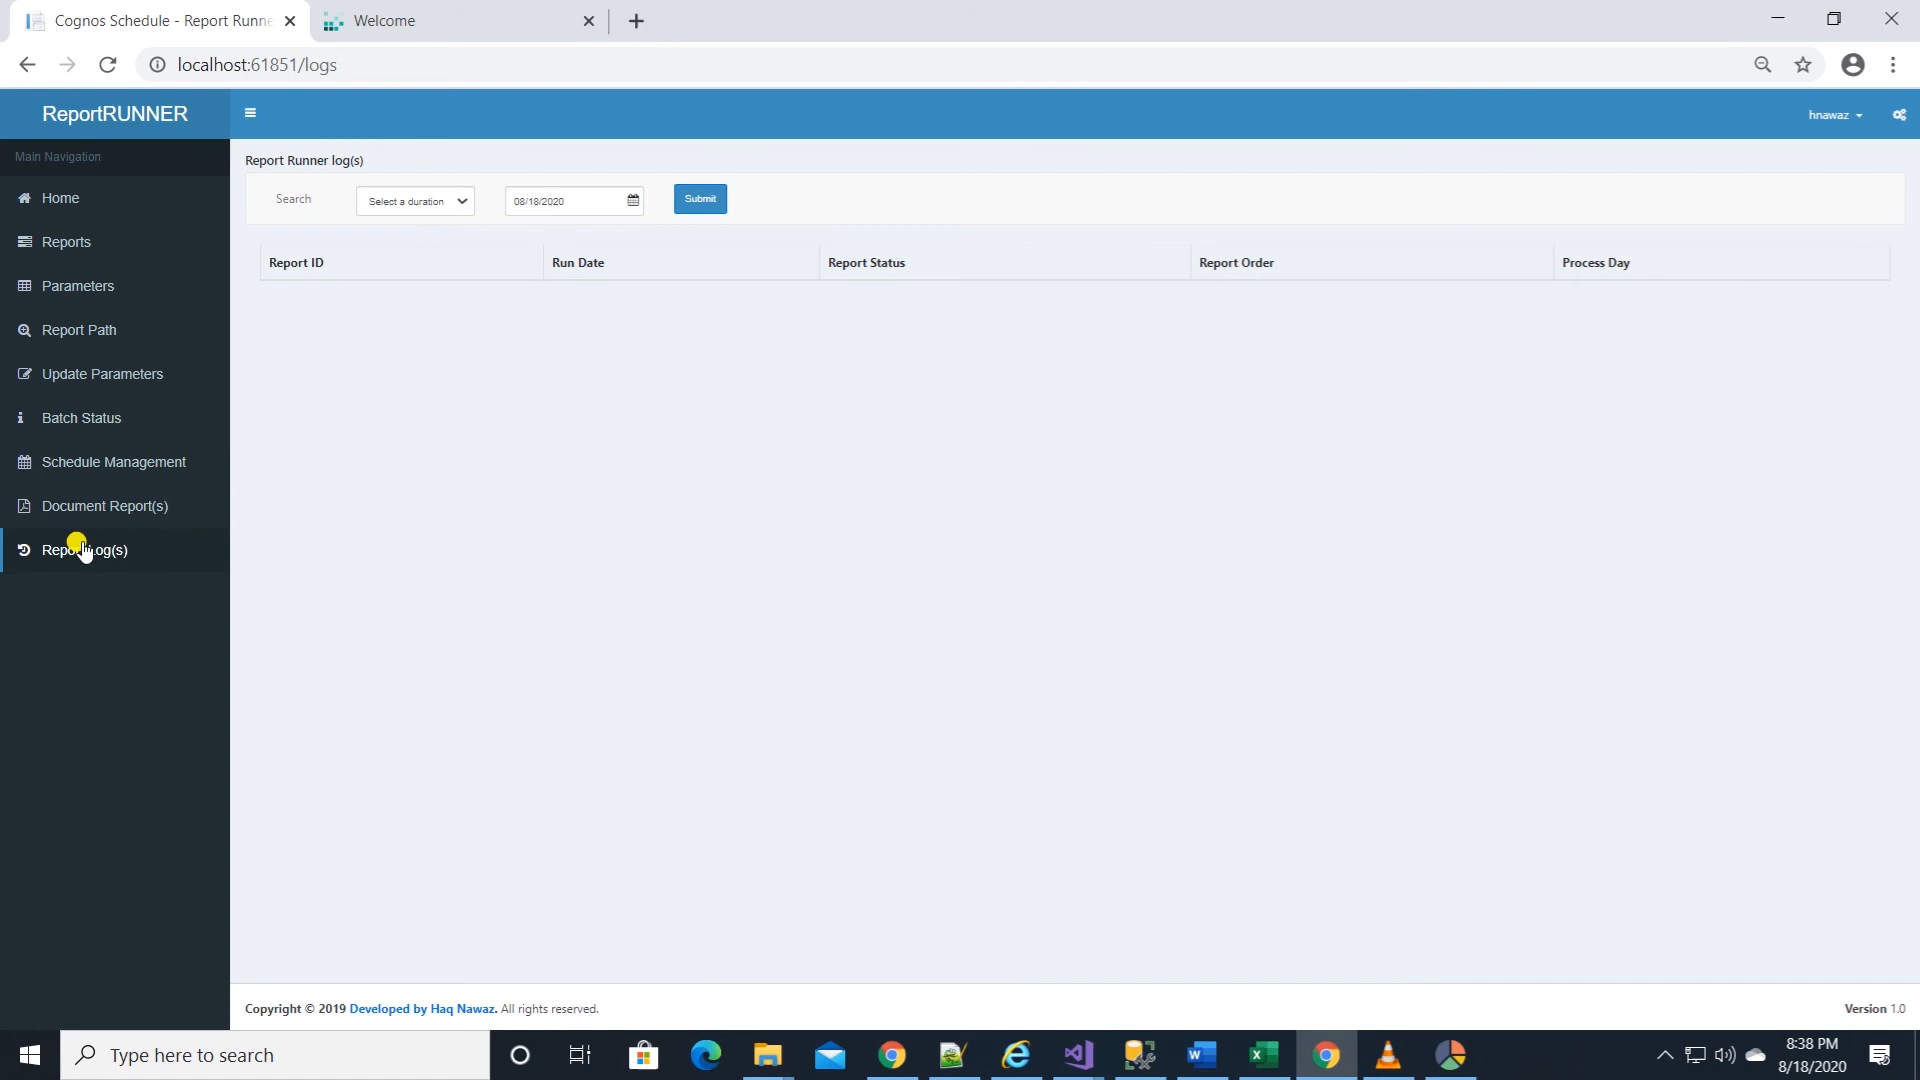 Cognos Schedule - Report Runne
Welcome
localhost:61851/logs
ReportRUNNER
hnawaz
Main Navigation
Home
Reports
Parameters
Report Path
Update Parameters
Batch Status
Schedule Management
Document Report(s)
Report Log(s)
Report Runner log(s)
Search
Select a duration
08/18/2020
Submit
Report ID
Run Date
Report Status
Report Order
Process Day
Copyright © 2019 Developed by Haq Nawaz. All rights reserved.
Version 1.0
Type here to search
8:38 PM
8/18/2020